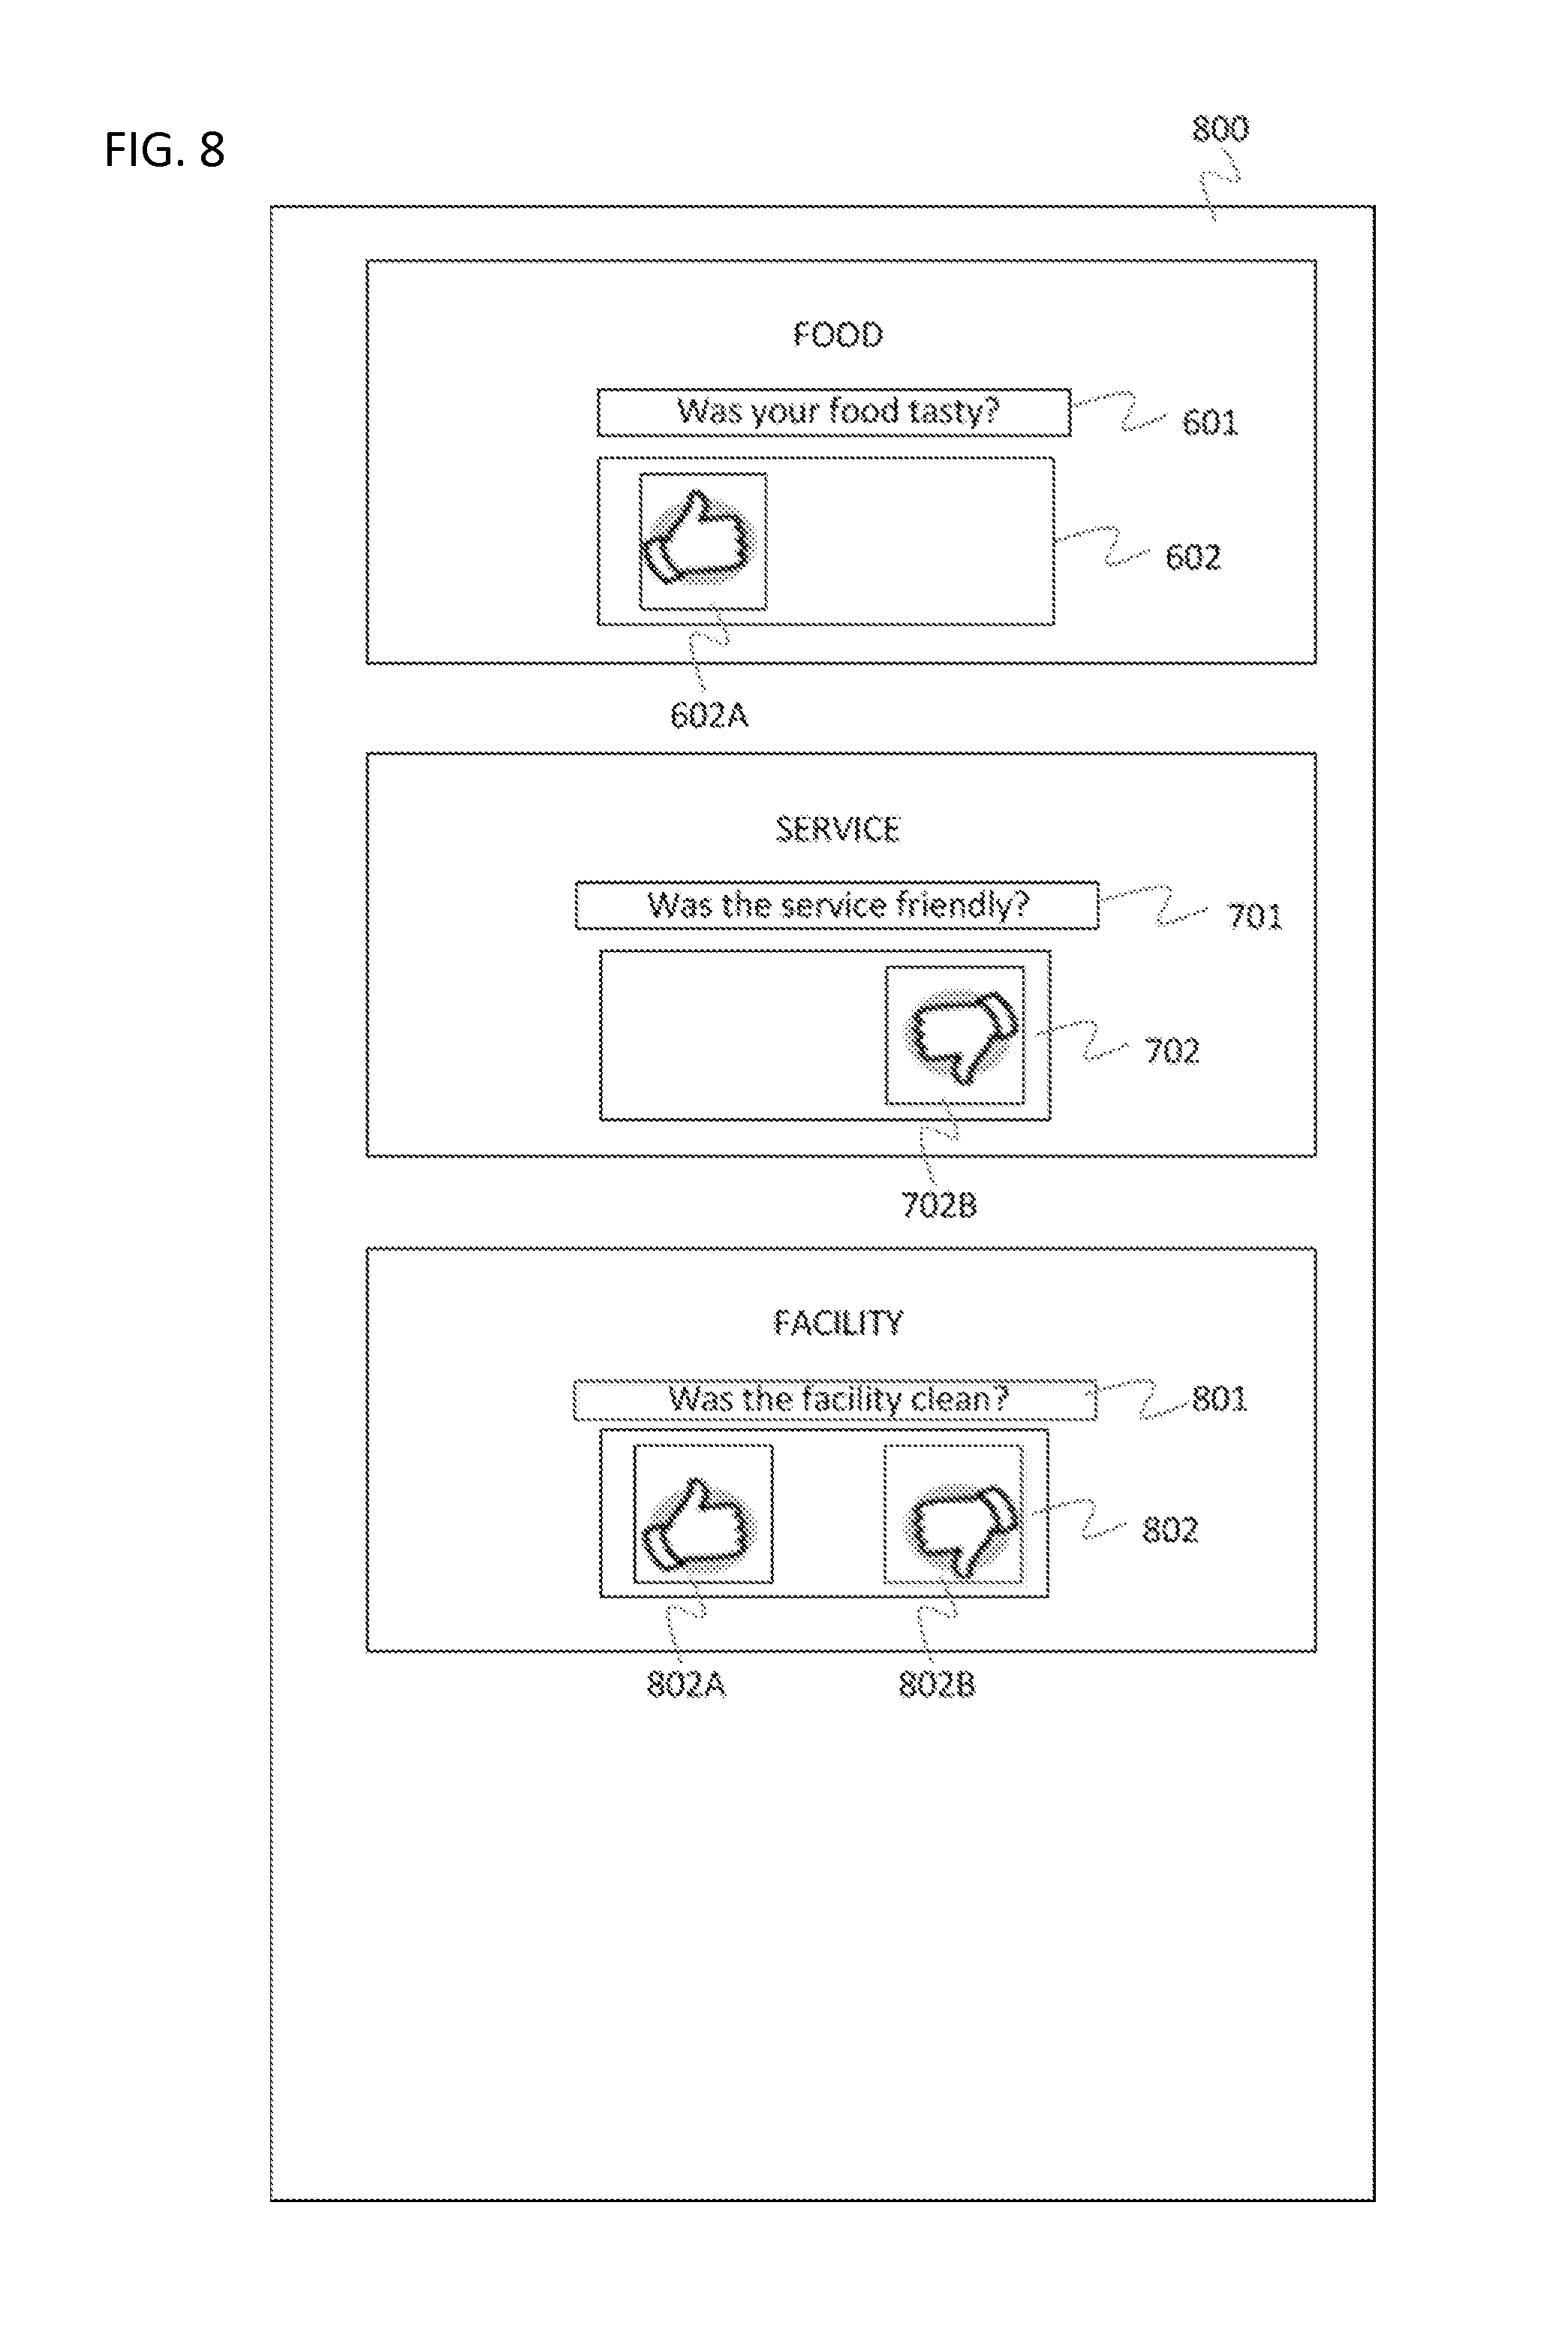 FIG. 8
800
FOOD
Was your food tasty?
601
602
602A
SERVICE
Was the service friendly?
701
702
702B
FACILITY
Was the facility clean?
801
802
802A 802B